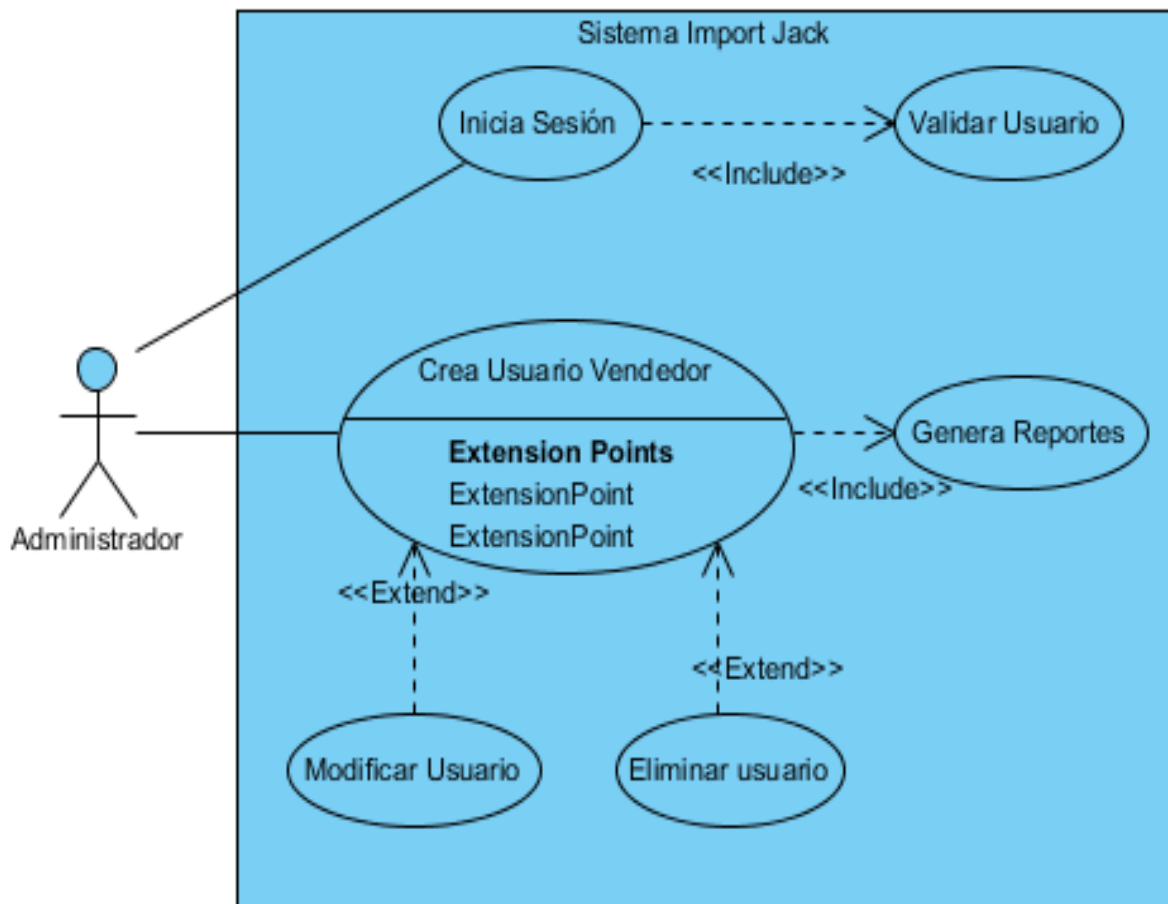 Sistema Import Jack
Inicia Sesión
Validar Usuario
<<Include>>
Crea Usuario Vendedor
Extension Points
ExtensionPoint
ExtensionPoint
Genera Reportes
<<Include>>
Administrador
<<Extend>>
<<Extend>>
Modificar Usuario
Eliminar usuario